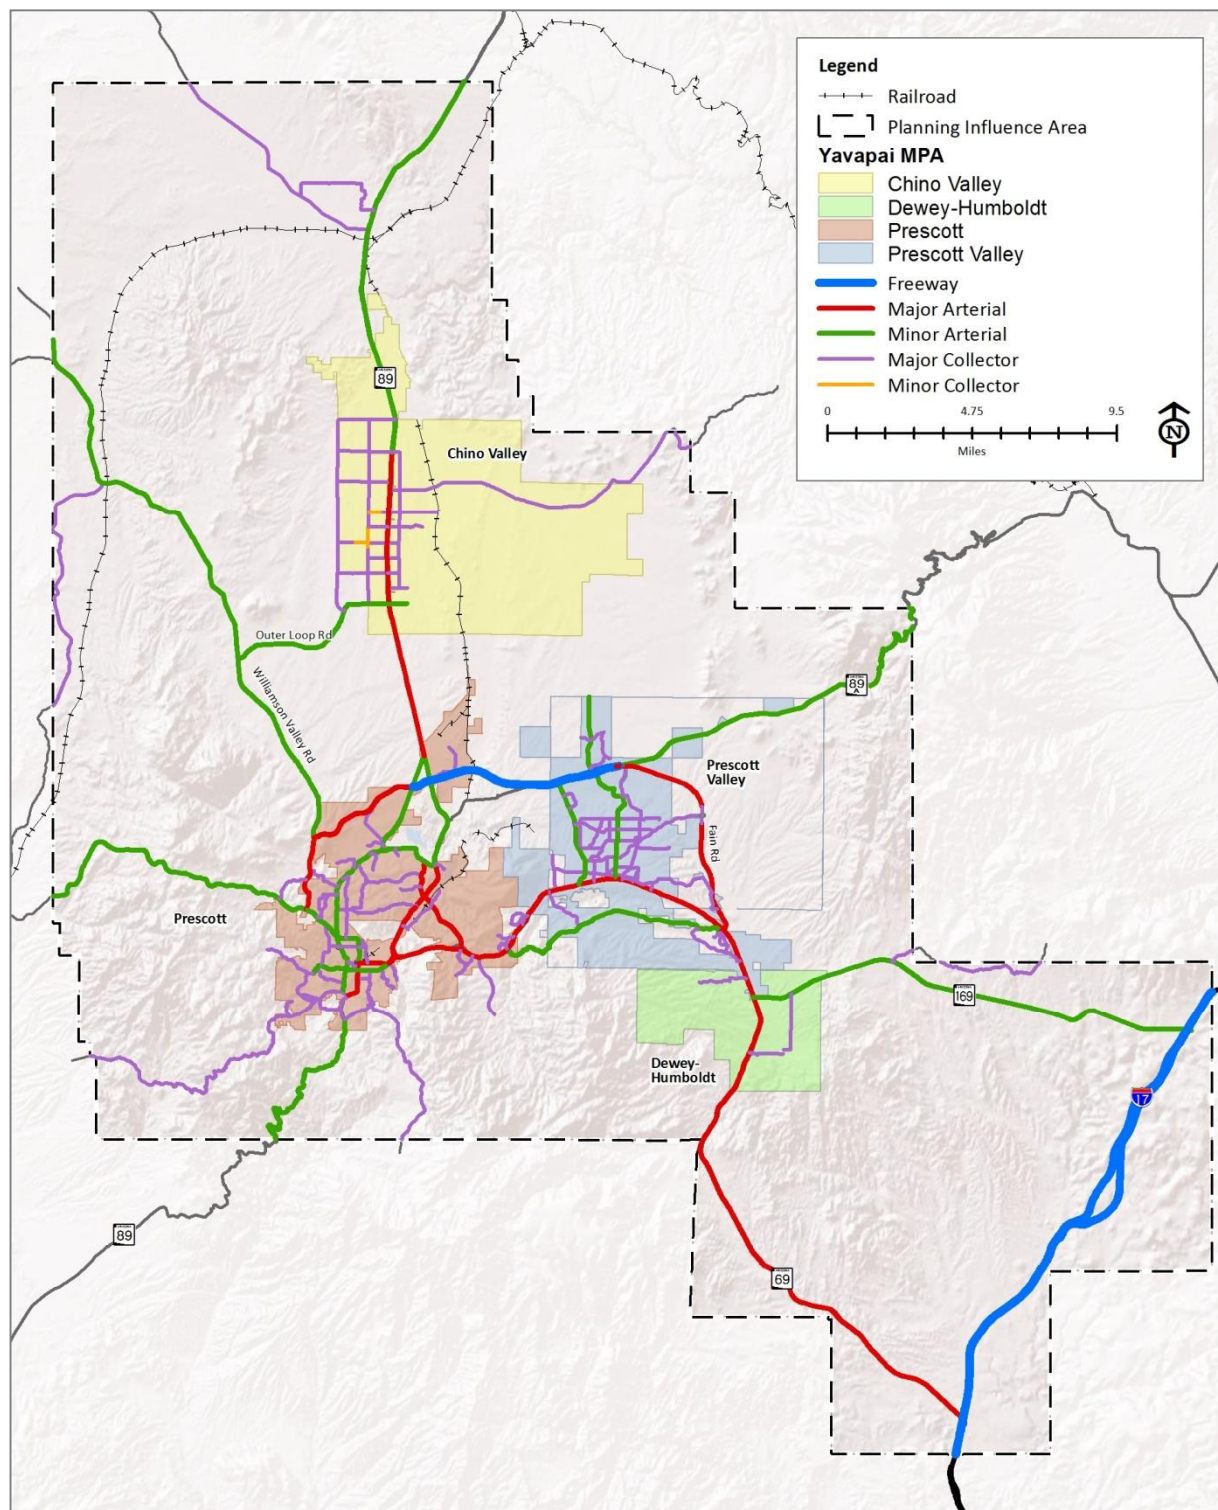 Legend
Railroad
Planning Influence Area
Yavapai MPA
Chino Valley
Dewey-Humboldt
Prescott
Prescott Valley
Freeway
Major Arterial
Minor Arterial
Major Collector
Minor Collector
0 4.75 9.5
Miles
N
89
Chino Valley
Outer Loop Rd
Williamson Valley Rd
89
A
Prescott
Valley
Fain Rd
Prescott
169
Dewey-
Humboldt
17
89
69